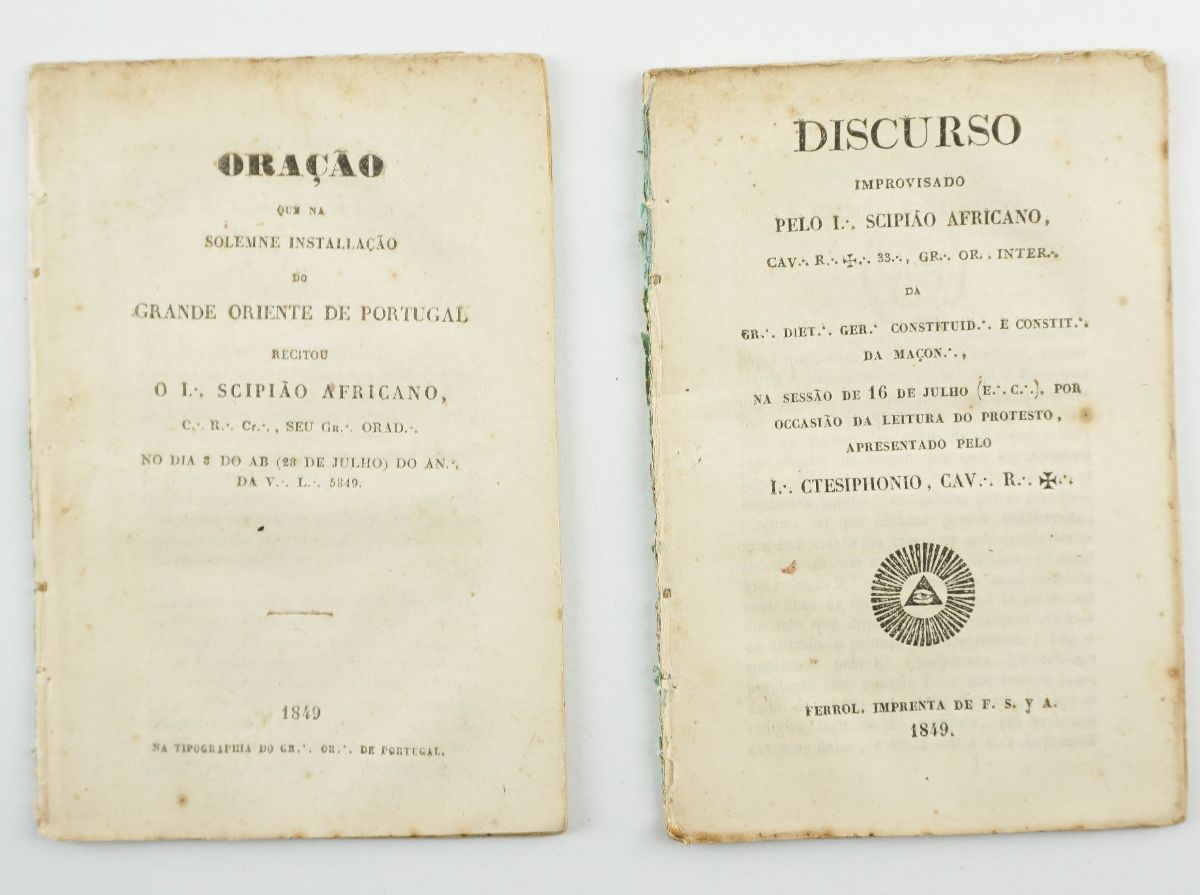 ORAÇÃO
QUE NA
SOLEMNE INSTALLAÇÃO
DO
GRANDE ORIENTE DE PORTUGAL
RECITOU
O I∴ SCIPIÃO AFRICANO,
C∴ R∴ Cr∴, SEU GR∴ ORAD∴
NO DIA 3 DO AB (23 DE JULHO) DO AN∴
DA V∴ L∴ 5849.
1849
NA TIPOGRAPHIA DO GR∴ OR∴ DE PORTUGAL.
DISCURSO
IMPROVISADO
PELO I∴ SCIPIÃO AFRICANO,
CAV∴ R∴ ✠∴ 33∴, GR∴ OR∴ INTER∴
DA
GR∴ DIET∴ GER∴ CONSTITUID∴ E CONSTIT∴
DA MAÇON∴,
NA SESSÃO DE 16 DE JULHO (E∴ C∴), POR
OCCASIÃO DA LEITURA DO PROTESTO,
APRESENTADO PELO
I∴ CTESIPHONIO, CAV∴ R∴ ✠∴
FERROL. IMPRENTA DE F. S. y A.
1849.